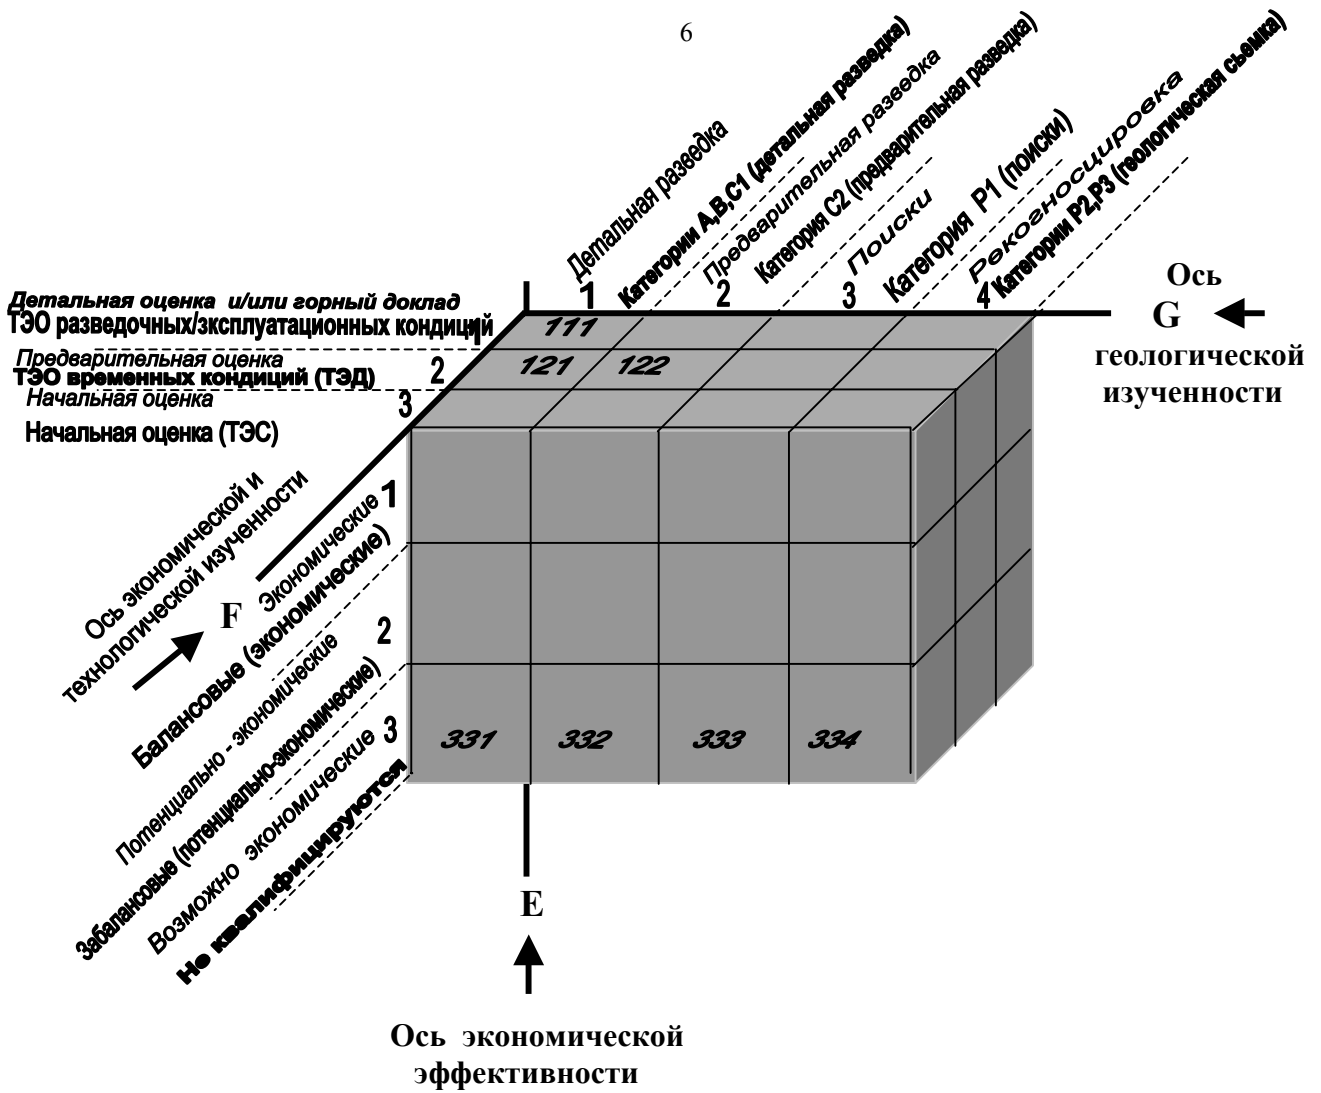 6
Детальная разведка
Категории A,B,C1 (детальная разведка)
Предварительная разведка
Категория C2 (предварительная разведка)
Поиски
Категория P1 (поиски)
Рекогносцировка
Категории P2,P3 (геологическая сьемка)
1
2
3
4
Ось
G
геологической
изученности
Детальная оценка и/или горный доклад
ТЭО разведочных/зксплуатационных кондиций
1
Предварительная оценка
ТЭО временных кондиций (ТЭД)
2
Начальная оценка
3
Начальная оценка (ТЭС)
111
121 122
Ось экономической и
технологической изученности
F
Экономические
1
Балансовые (экономические)
Потенциально - экономические
2
Забалансовые (потенциально-экономические)
Возможно экономические
3
Не квалифицируются
331 332 333 334
E
Ось экономической
эффективности